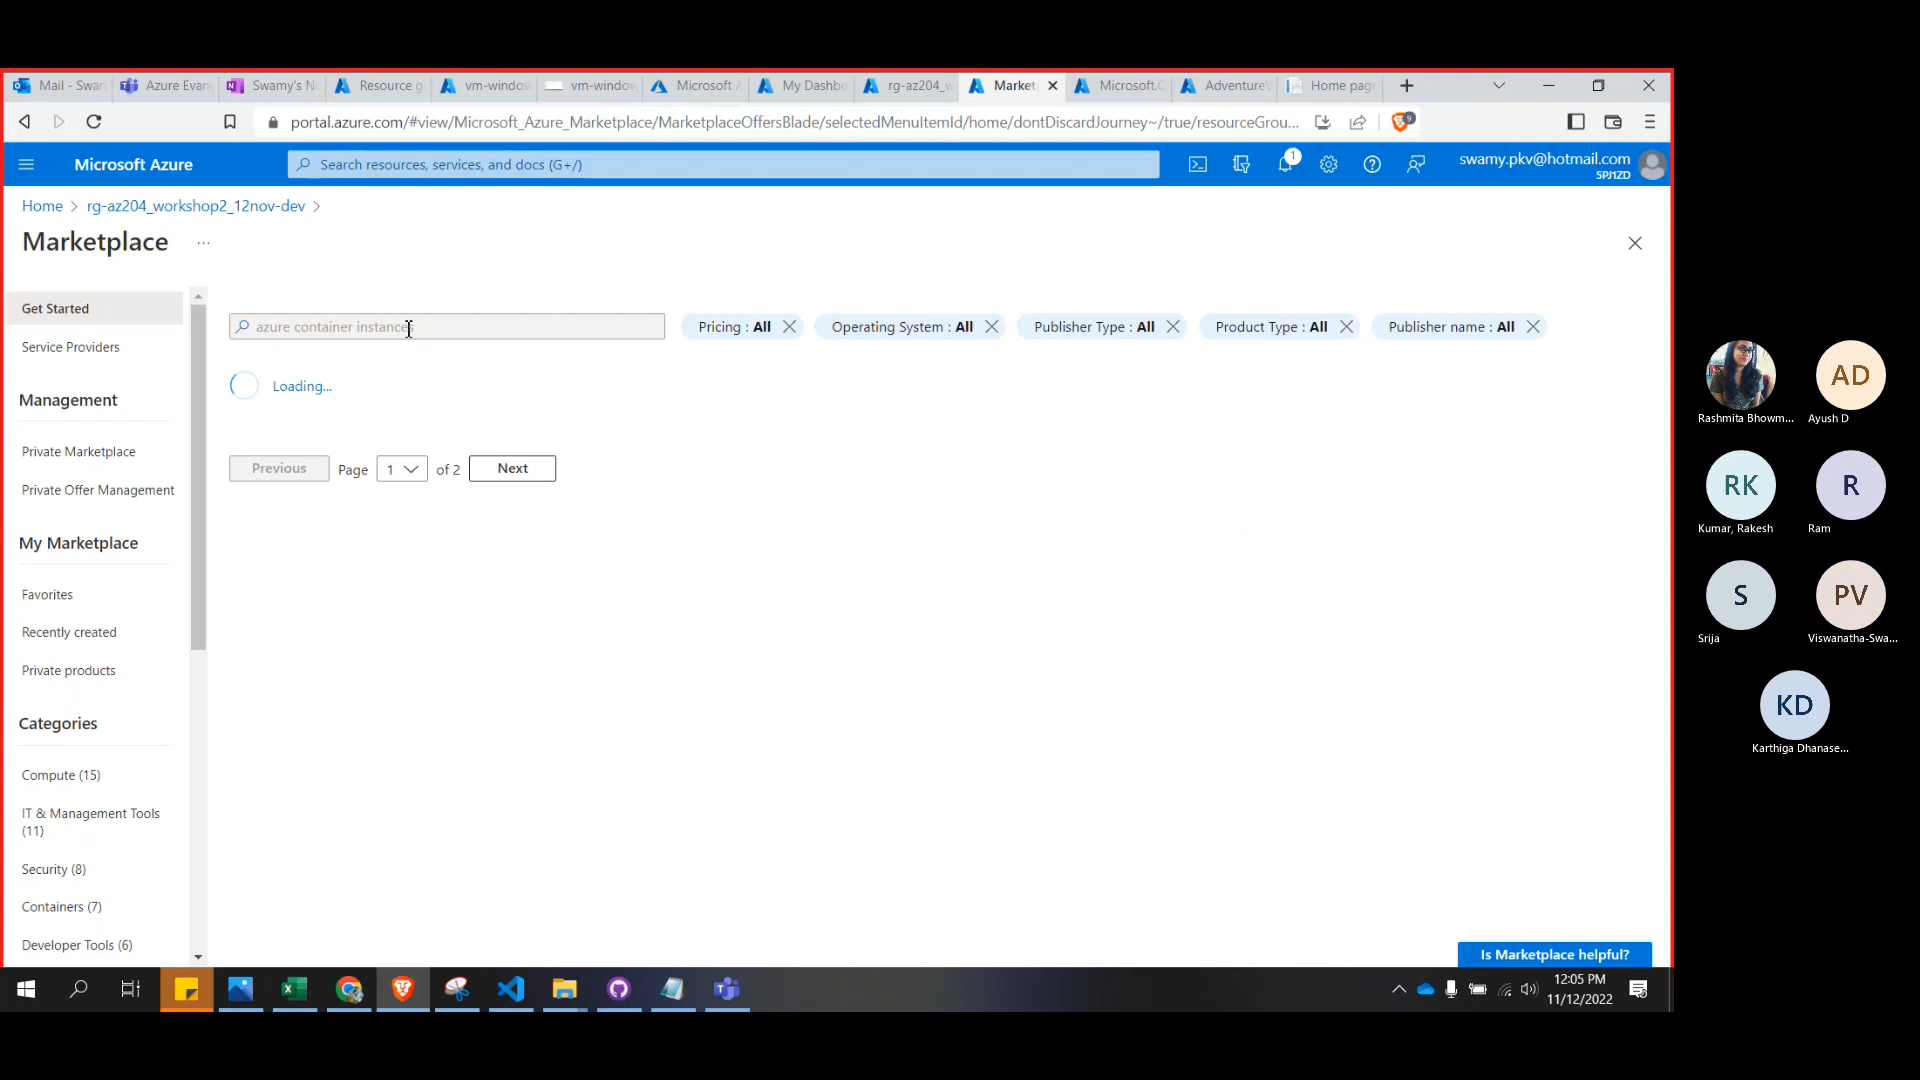 Mail - Swan
Azure Evan
Swamy's N
Resource g
vm-window
vm-window
Microsoft A
My Dashbo
rg-az204_w
Market
Microsoft.C
Adventure
Home page
portal.azure.com/#view/Microsoft_Azure_Marketplace/MarketplaceOffersBlade/selectedMenuItemId/home/dontDiscardJourney~/true/resourceGrou...
9
Microsoft Azure
Search resources, services, and docs (G+/)
1
swamy.pkv@hotmail.com
5PJ1ZD
Home > rg-az204_workshop2_12nov-dev >
Marketplace ...
Get Started
Service Providers
Management
Private Marketplace
Private Offer Management
My Marketplace
Favorites
Recently created
Private products
Categories
Compute (15)
IT & Management Tools
(11)
Security (8)
Containers (7)
Developer Tools (6)
azure container instances
Pricing : All
Operating System : All
Publisher Type : All
Product Type : All
Publisher name : All
Loading...
Previous Page 1 of 2 Next
Is Marketplace helpful?
12:05 PM
11/12/2022
Rashmita Bhowm...
AD
Ayush D
RK
Kumar, Rakesh
R
Ram
S
Srija
PV
Viswanatha-Swa...
KD
Karthiga Dhanase...